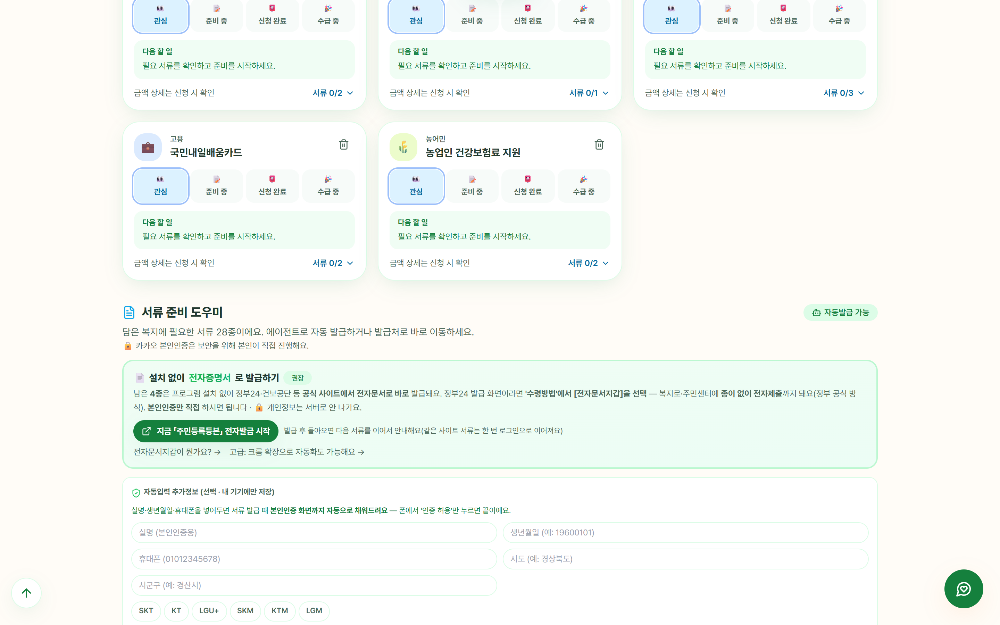 관심 준비 중 신청 완료 수급 중
관심 준비 중 신청 완료 수급 중
관심 준비 중 신청 완료 수급 중
다음 할 일
필요 서류를 확인하고 준비를 시작하세요.
다음 할 일
필요 서류를 확인하고 준비를 시작하세요.
다음 할 일
필요 서류를 확인하고 준비를 시작하세요.
금액 상세는 신청 시 확인 서류 0/2
금액 상세는 신청 시 확인 서류 0/1
금액 상세는 신청 시 확인 서류 0/3
고용
국민내일배움카드
관심 준비 중 신청 완료 수급 중
다음 할 일
필요 서류를 확인하고 준비를 시작하세요.
금액 상세는 신청 시 확인 서류 0/2
농어민
농업인 건강보험료 지원
관심 준비 중 신청 완료 수급 중
다음 할 일
필요 서류를 확인하고 준비를 시작하세요.
금액 상세는 신청 시 확인 서류 0/2
서류 준비 도우미
자동발급 가능
담은 복지에 필요한 서류 28종이에요. 에이전트로 자동 발급하거나 발급처로 바로 이동하세요.
카카오 본인인증은 보안을 위해 본인이 직접 진행해요.
설치 없이 전자증명서 로 발급하기 권장
남은 4종은 프로그램 설치 없이 정부24·건보공단 등 공식 사이트에서 전자문서로 바로 발급돼요. 정부24 발급 화면이라면 '수령방법'에서 [전자문서지갑]을 선택 — 복지로·주민센터에 종이 없이 전자제출까지 돼요(정부 공식 방
식). 본인인증만 직접 하시면 됩니다 · 개인정보는 서버로 안 나가요.
지금 「주민등록등본」 전자발급 시작 발급 후 돌아오면 다음 서류를 이어서 안내해요(같은 사이트 서류는 한 번 로그인으로 이어져요)
전자문서지갑이 뭔가요? → 고급: 크롬 확장으로 자동화도 가능해요 →
자동입력 추가정보 (선택 · 내 기기에만 저장)
실명·생년월일·휴대폰을 넣어두면 서류 발급 때 본인인증 화면까지 자동으로 채워드려요 — 폰에서 ‘인증 허용’만 누르면 끝이에요.
실명 (본인인증용) 생년월일 (예: 19600101)
휴대폰 (01012345678) 시도 (예: 경상북도)
시군구 (예: 경산시)
SKT KT LGU+ SKM KTM LGM